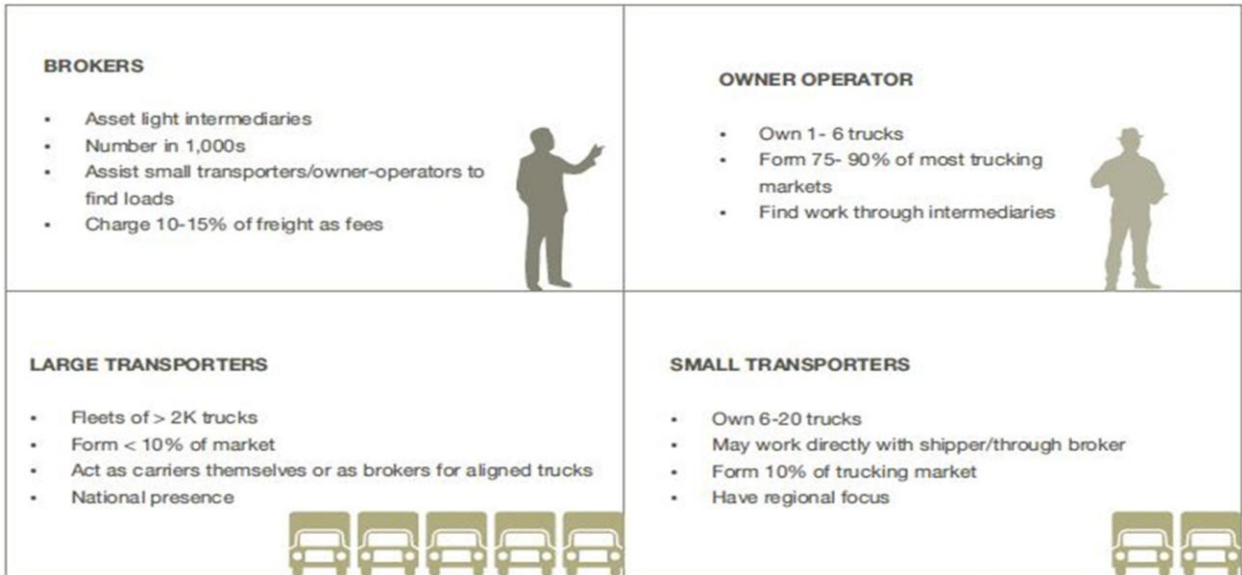 BROKERS
▪ Asset light intermediaries
▪ Number in 1,000s
▪ Assist small transporters/owner-operators to
find loads
▪ Charge 10-15% of freight as fees
OWNER OPERATOR
▪ Own 1- 6 trucks
▪ Form 75- 90% of most trucking
markets
▪ Find work through intermediaries
LARGE TRANSPORTERS
▪ Fleets of > 2K trucks
▪ Form < 10% of market
▪ Act as carriers themselves or as brokers for aligned trucks
▪ National presence
SMALL TRANSPORTERS
▪ Own 6-20 trucks
▪ May work directly with shipper/through broker
▪ Form 10% of trucking market
▪ Have regional focus